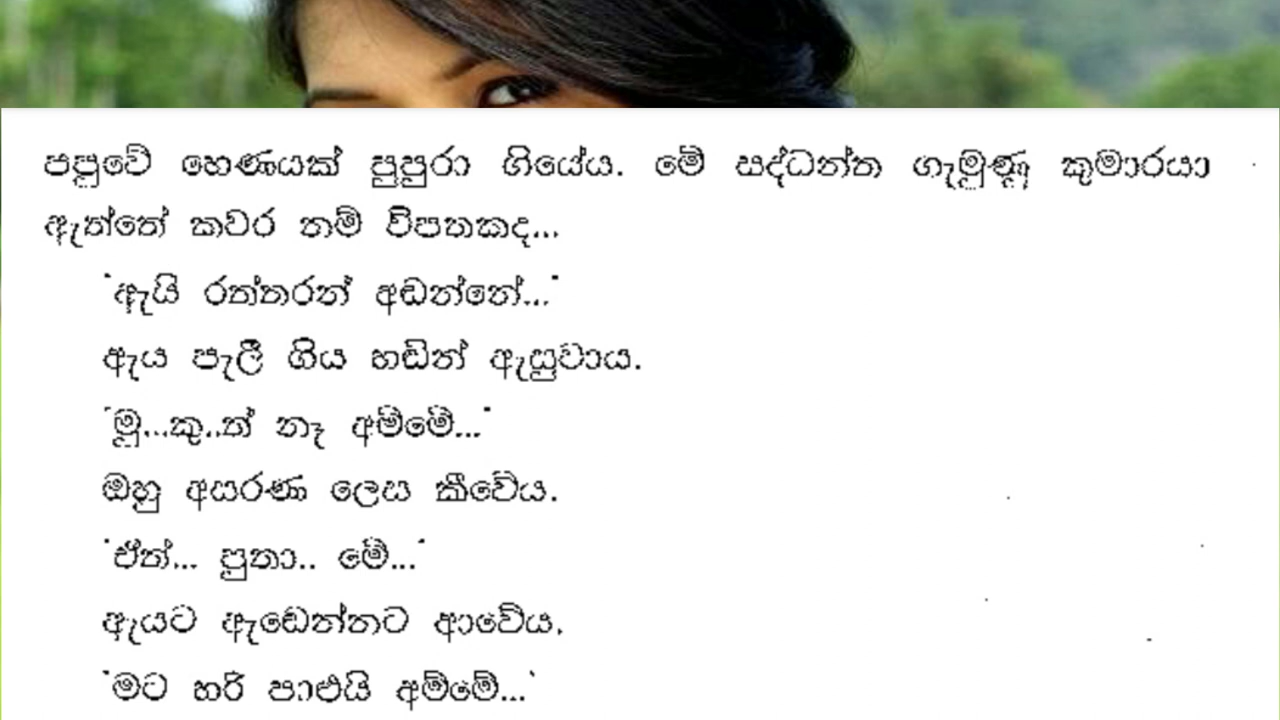 පපුවේ හෙණයක් පුපුරා ගියේය. මේ සද්ධන්ත ගැමුණු කුමාරයා
ඇත්තේ කවර නම් විපතකද...
'ඇයි රත්තරන් අඬන්නේ...'
ඇය පැලී ගිය හඬින් ඇසුවාය.
'මු...කු..ත් නෑ අම්මේ...'
ඔහු අසරණ ලෙස කීවේය.
'ඒත්... පුතා.. මේ...'
ඇයට ඇඬෙන්නට ආවේය.
'මට හරි පාළුයි අම්මේ...'